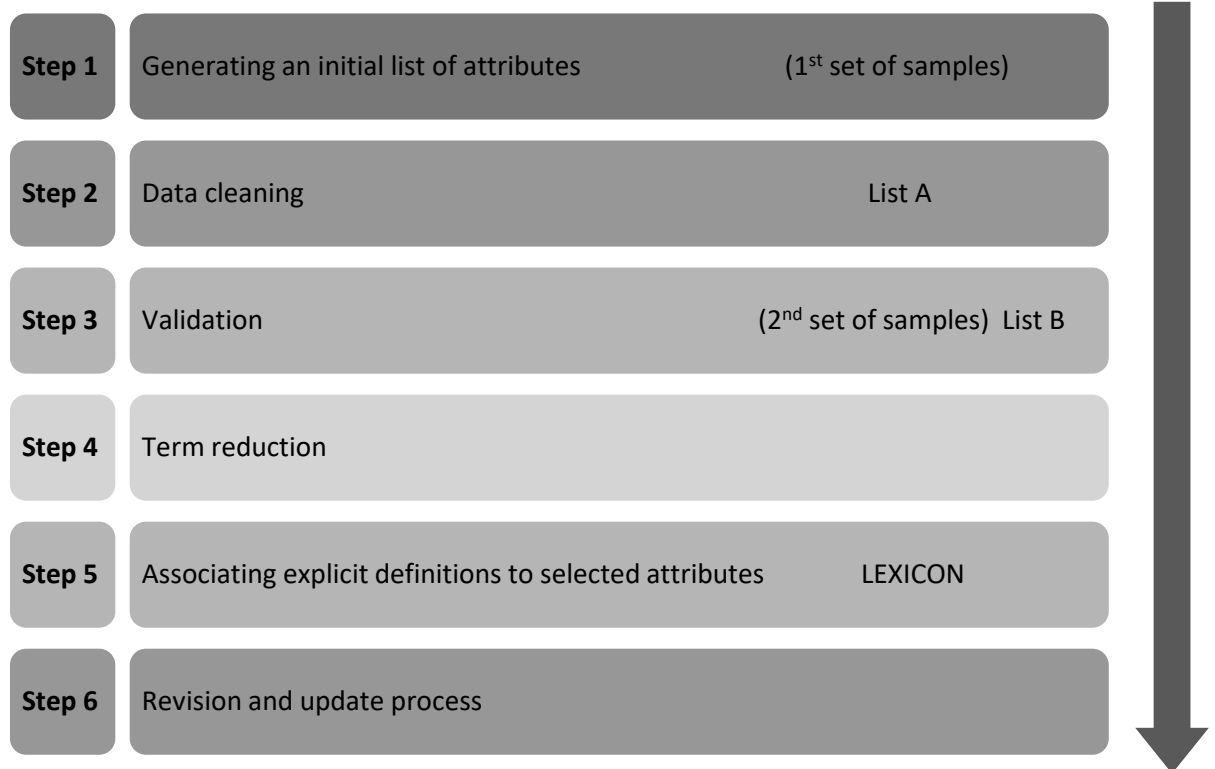 Step 1 Generating an initial list of attributes (1st set of samples)
Step 2 Data cleaning List A
Step 3 Validation (2nd set of samples) List B
Step 4 Term reduction
Step 5 Associating explicit definitions to selected attributes LEXICON
Step 6 Revision and update process